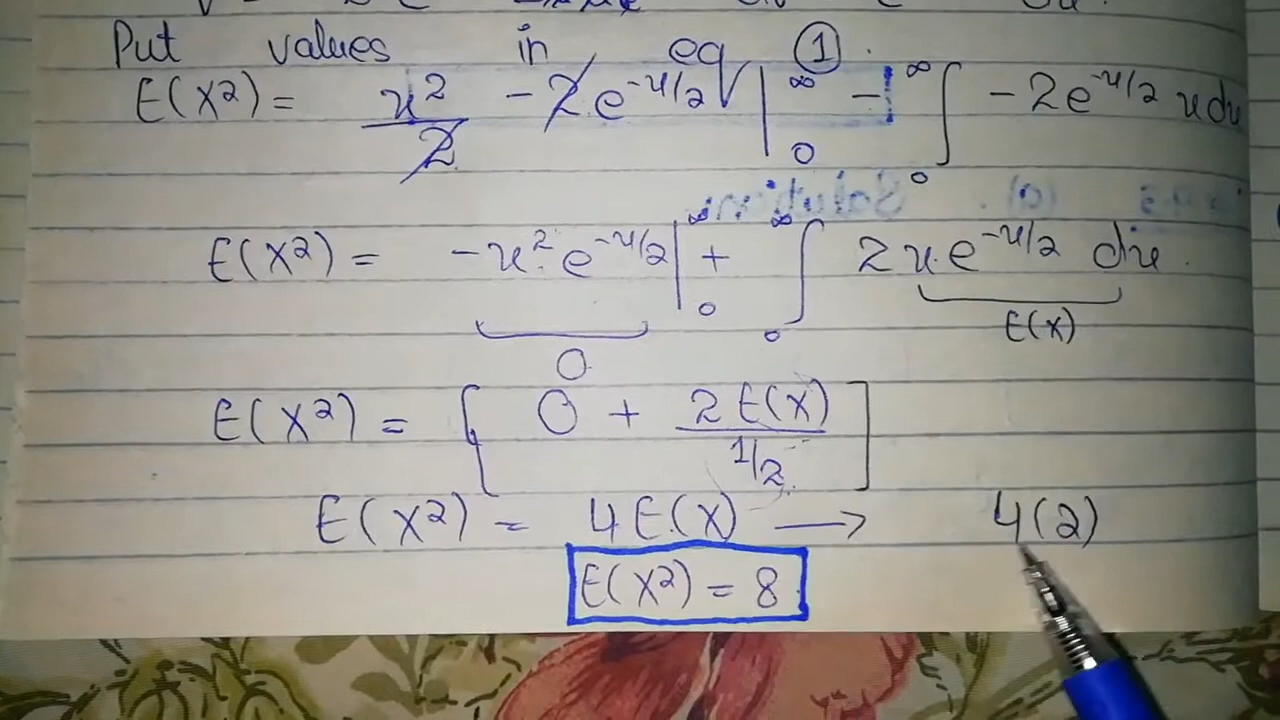 Put values in eq ①.
E(X²) = x²/2 - 2e^(-x/2) |₀^∞ - ∫₀^∞ -2e^(-x/2) x dx
E(X²) = -x² e^(-x/2) |₀^∞ + ∫₀^∞ 2x e^(-x/2) dx.
E(X)
0
E(X²) = [ 0 + 2E(X) / 1/2 ]
E(X²) = 4E(X) → 4(2)
E(X²) = 8